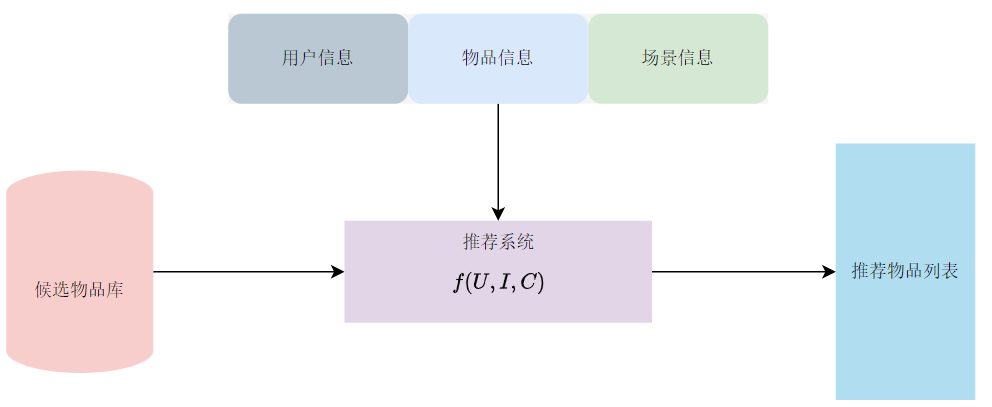 用户信息
物品信息
场景信息
推荐系统
f(U, I, C)
候选物品库
推荐物品列表